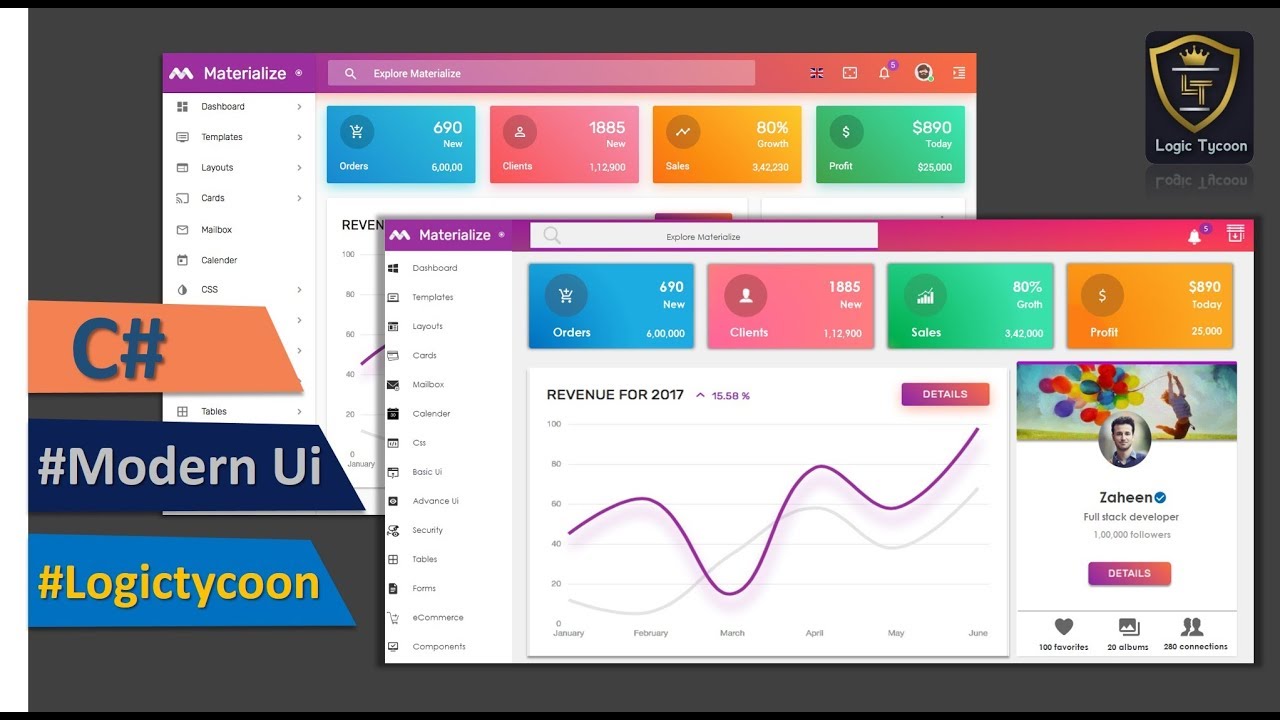 Logic Tycoon
Materialize
Explore Materialize
5
Dashboard
Templates
Layouts
Cards
Mailbox
Calender
CSS
Tables
690
New
Orders
6,00,00
1885
New
Clients
1,12,900
80%
Growth
Sales
3,42,230
$
$890
Today
Profit
$25,000
REVEN
100
80
60
40
20
0
January
C#
#Modern Ui
#Logictycoon
Materialize
Explore Materialize
5
Dashboard
Templates
Layouts
Cards
Mailbox
Calender
Css
Basic Ui
Advance Ui
Security
Tables
Forms
eCommerce
Components
690
New
Orders
6,00,000
1885
New
Clients
1,12,900
80%
Groth
Sales
3,42,000
$
$890
Today
Profit
25,000
REVENUE FOR 2017
15.58 %
DETAILS
100
80
60
40
20
0
January
February
March
April
May
June
Zaheen
Full stack developer
1,00,000 followers
DETAILS
100 favorites
20 albums
280 connections